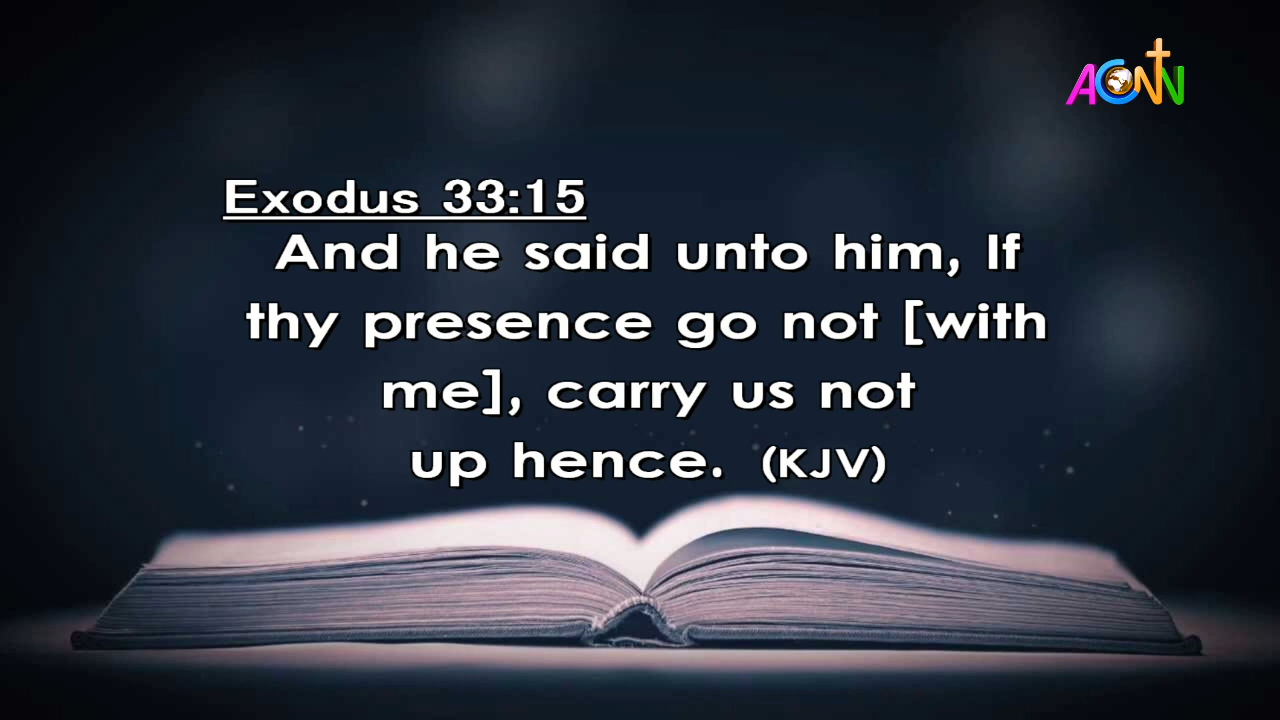 ACNN
Exodus 33:15
And he said unto him, If
thy presence go not [with
me], carry us not
up hence. (KJV)